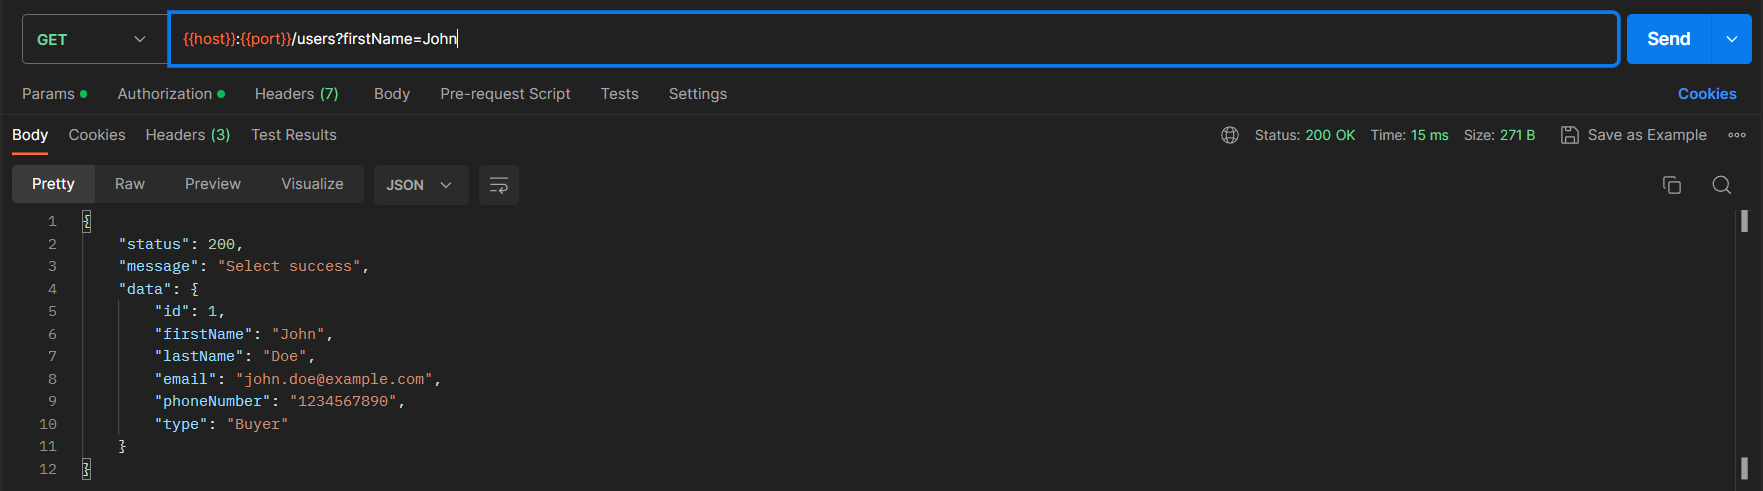 GET {{host}}:{{port}}/users?firstName=John Send
Params Authorization Headers (7) Body Pre-request Script Tests Settings Cookies
Body Cookies Headers (3) Test Results Status: 200 OK Time: 15 ms Size: 271 B Save as Example
Pretty Raw Preview Visualize JSON
1 {
2 "status": 200,
3 "message": "Select success",
4 "data": {
5 "id": 1,
6 "firstName": "John",
7 "lastName": "Doe",
8 "email": "john.doe@example.com",
9 "phoneNumber": "1234567890",
10 "type": "Buyer"
11 }
12 }